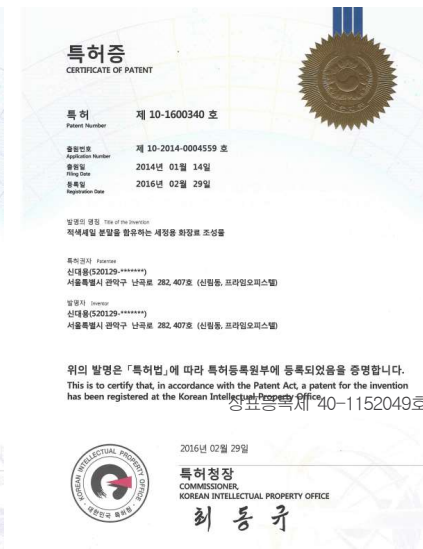 특허증
CERTIFICATE OF PATENT
특 허 제 10-1600340 호
Patent Number
출원번호 제 10-2014-0004559 호
Application Number
출원일 2014년 01월 14일
Filing Date
등록일 2016년 02월 29일
Registration Date
발명의 명칭 Title of the Invention
적색셰일 분말을 함유하는 세정용 화장료 조성물
특허권자 Patentee
신대용(520129-*******)
서울특별시 관악구 난곡로 282, 407호 (신림동, 프라임오피스텔)
발명자 Inventor
신대용(520129-*******)
서울특별시 관악구 난곡로 282, 407호 (신림동, 프라임오피스텔)
위의 발명은 「특허법」에 따라 특허등록원부에 등록되었음을 증명합니다.
This is to certify that, in accordance with the Patent Act, a patent for the invention
has been registered at the Korean Intellectual Property Office.
상표등록제 40-1152049호
2016년 02월 29일
특허청장
COMMISSIONER,
KOREAN INTELLECTUAL PROPERTY OFFICE
최동규
KOREAN INTELLECTUAL PROPERTY OFFICE
대한민국 특허청